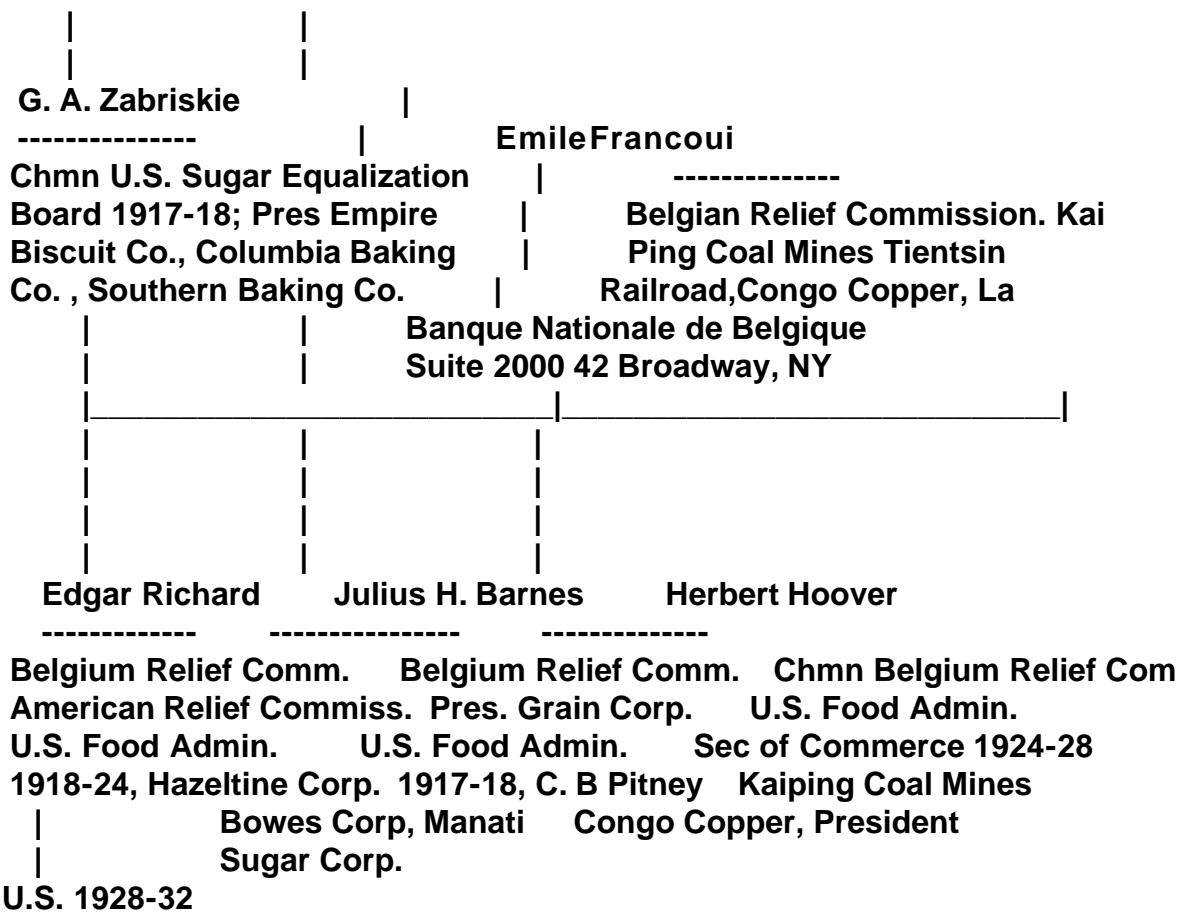 |                          |
|                          |
G. A. Zabriskie                  |
---------------                  |               EmileFrancoui
Chmn U.S. Sugar Equalization       |              --------------
Board 1917-18; Pres Empire         |          Belgian Relief Commission. Kai
Biscuit Co., Columbia Baking       |          Ping Coal Mines Tientsin
Co. , Southern Baking Co.          |         Railroad,Congo Copper, La
|                          |          Banque Nationale de Belgique
|                          |          Suite 2000 42 Broadway, NY
|__________________________|____________________________|
|                          |                         |
|                          |                         |
|                          |                         |
|                          |                         |
Edgar Richard        Julius H. Barnes         Herbert Hoover
-------------        ----------------        --------------
Belgium Relief Comm.      Belgium Relief Comm.    Chmn Belgium Relief Com
American Relief Commiss.  Pres. Grain Corp.       U.S. Food Admin.
U.S. Food Admin.          U.S. Food Admin.        Sec of Commerce 1924-28
1918-24, Hazeltine Corp.  1917-18, C. B Pitney    Kaiping Coal Mines
|                    Bowes Corp, Manati      Congo Copper, President
|                    Sugar Corp.
U.S. 1928-32